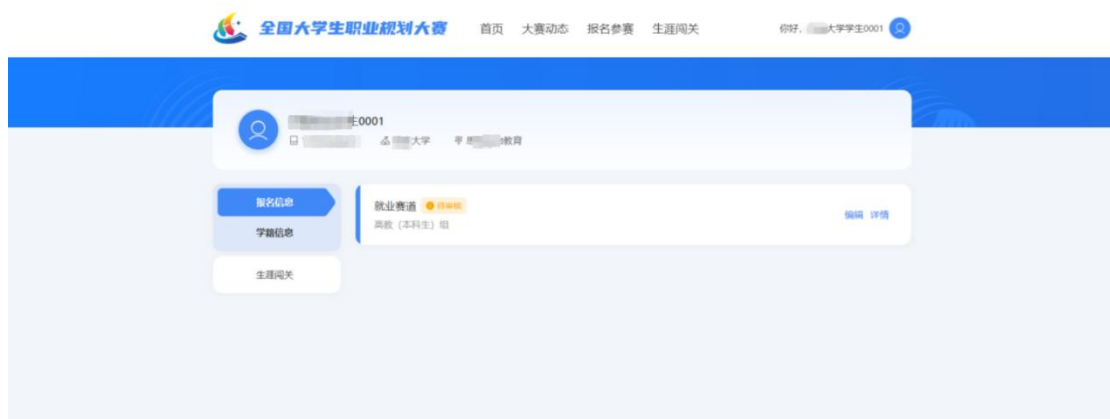 全国大学生职业规划大赛 首页 大赛动态 报名参赛 生涯闯关 你好, 大学学生0001
生0001
大学 教育
报名信息
学籍信息
生涯闯关
就业赛道 待审核
高教 (本科生) 组
编辑 详情